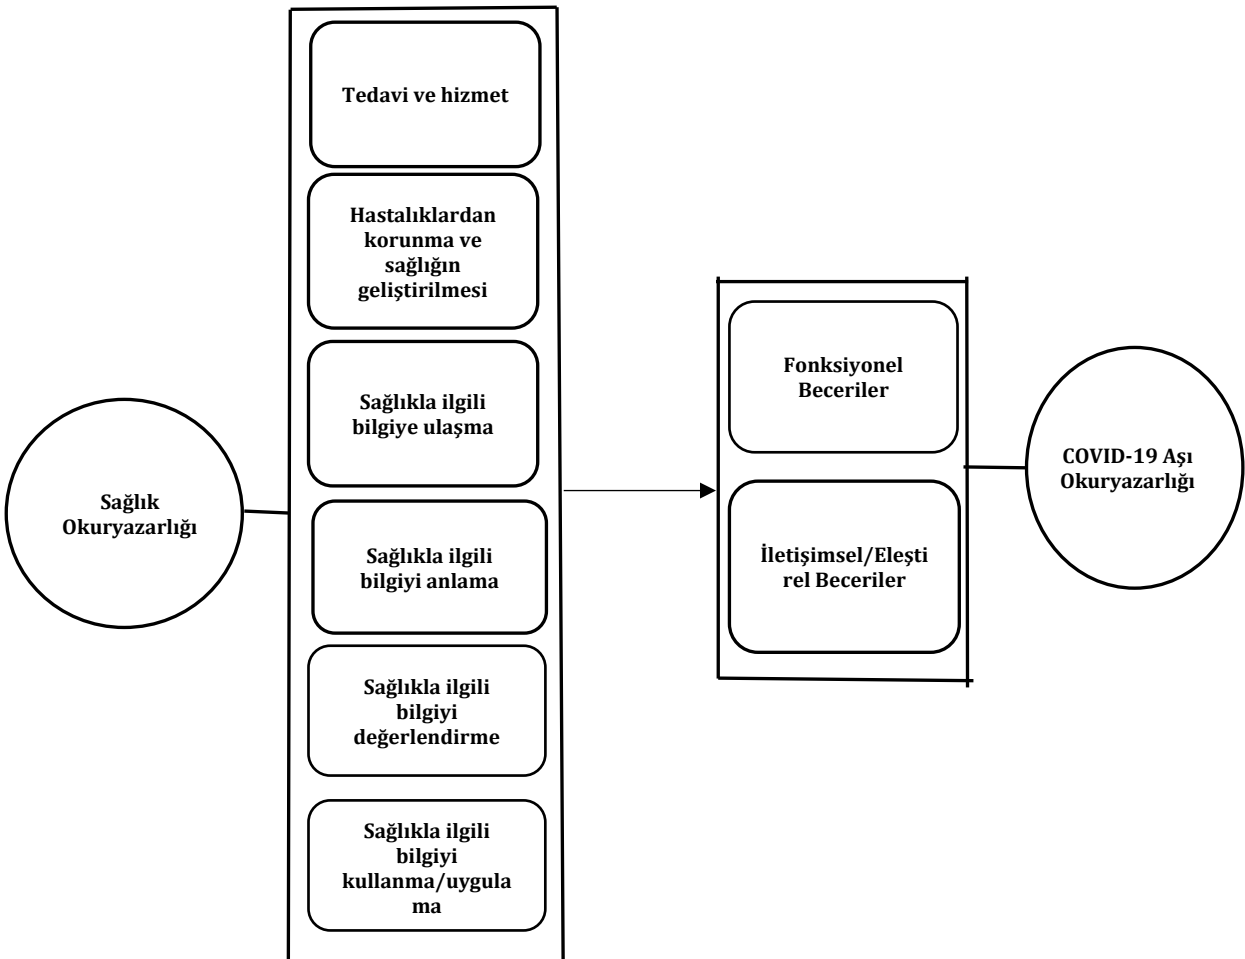 Tedavi ve hizmet
Hastalıklardan
korunma ve
sağlığın
geliştirilmesi
Sağlıkla ilgili
bilgiye ulaşma
Sağlık
Okuryazarlığı
Sağlıkla ilgili
bilgiyi anlama
Sağlıkla ilgili
bilgiyi
değerlendirme
Sağlıkla ilgili
bilgiyi
kullanma/uygula
ma
Fonksiyonel
Beceriler
İletişimsel/Eleşti
rel Beceriler
COVID-19 Aşı
Okuryazarlığı